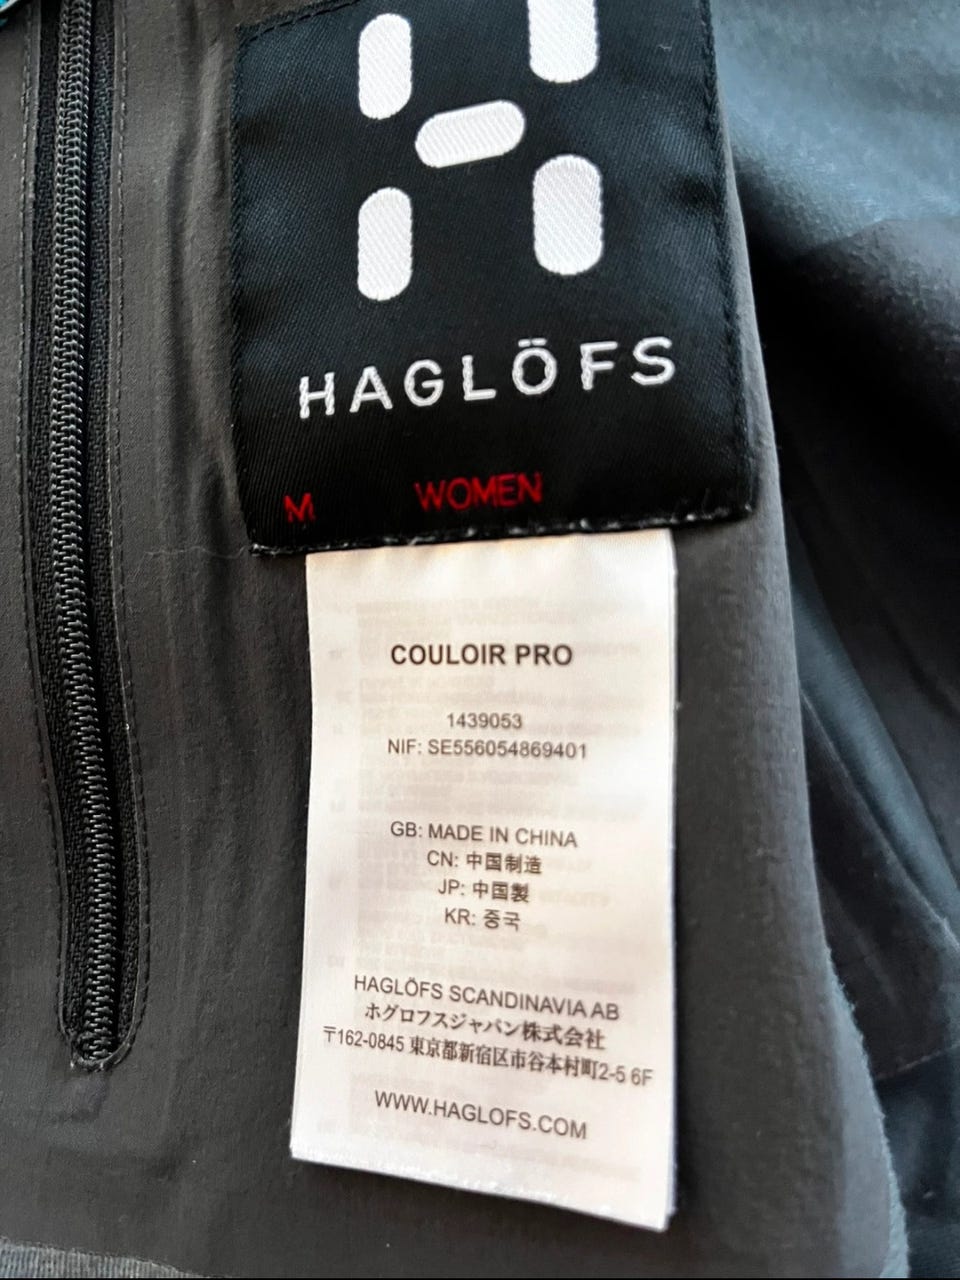 HAGLÖFS
M WOMEN
COULOIR PRO
1439053
NIF: SE556054869401
GB: MADE IN CHINA
CN: 中国制造
JP: 中国製
KR: 중국
HAGLÖFS SCANDINAVIA AB
ホグロフスジャパン株式会社
〒162-0845 東京都新宿区市谷本村町2-5 6F
WWW.HAGLOFS.COM